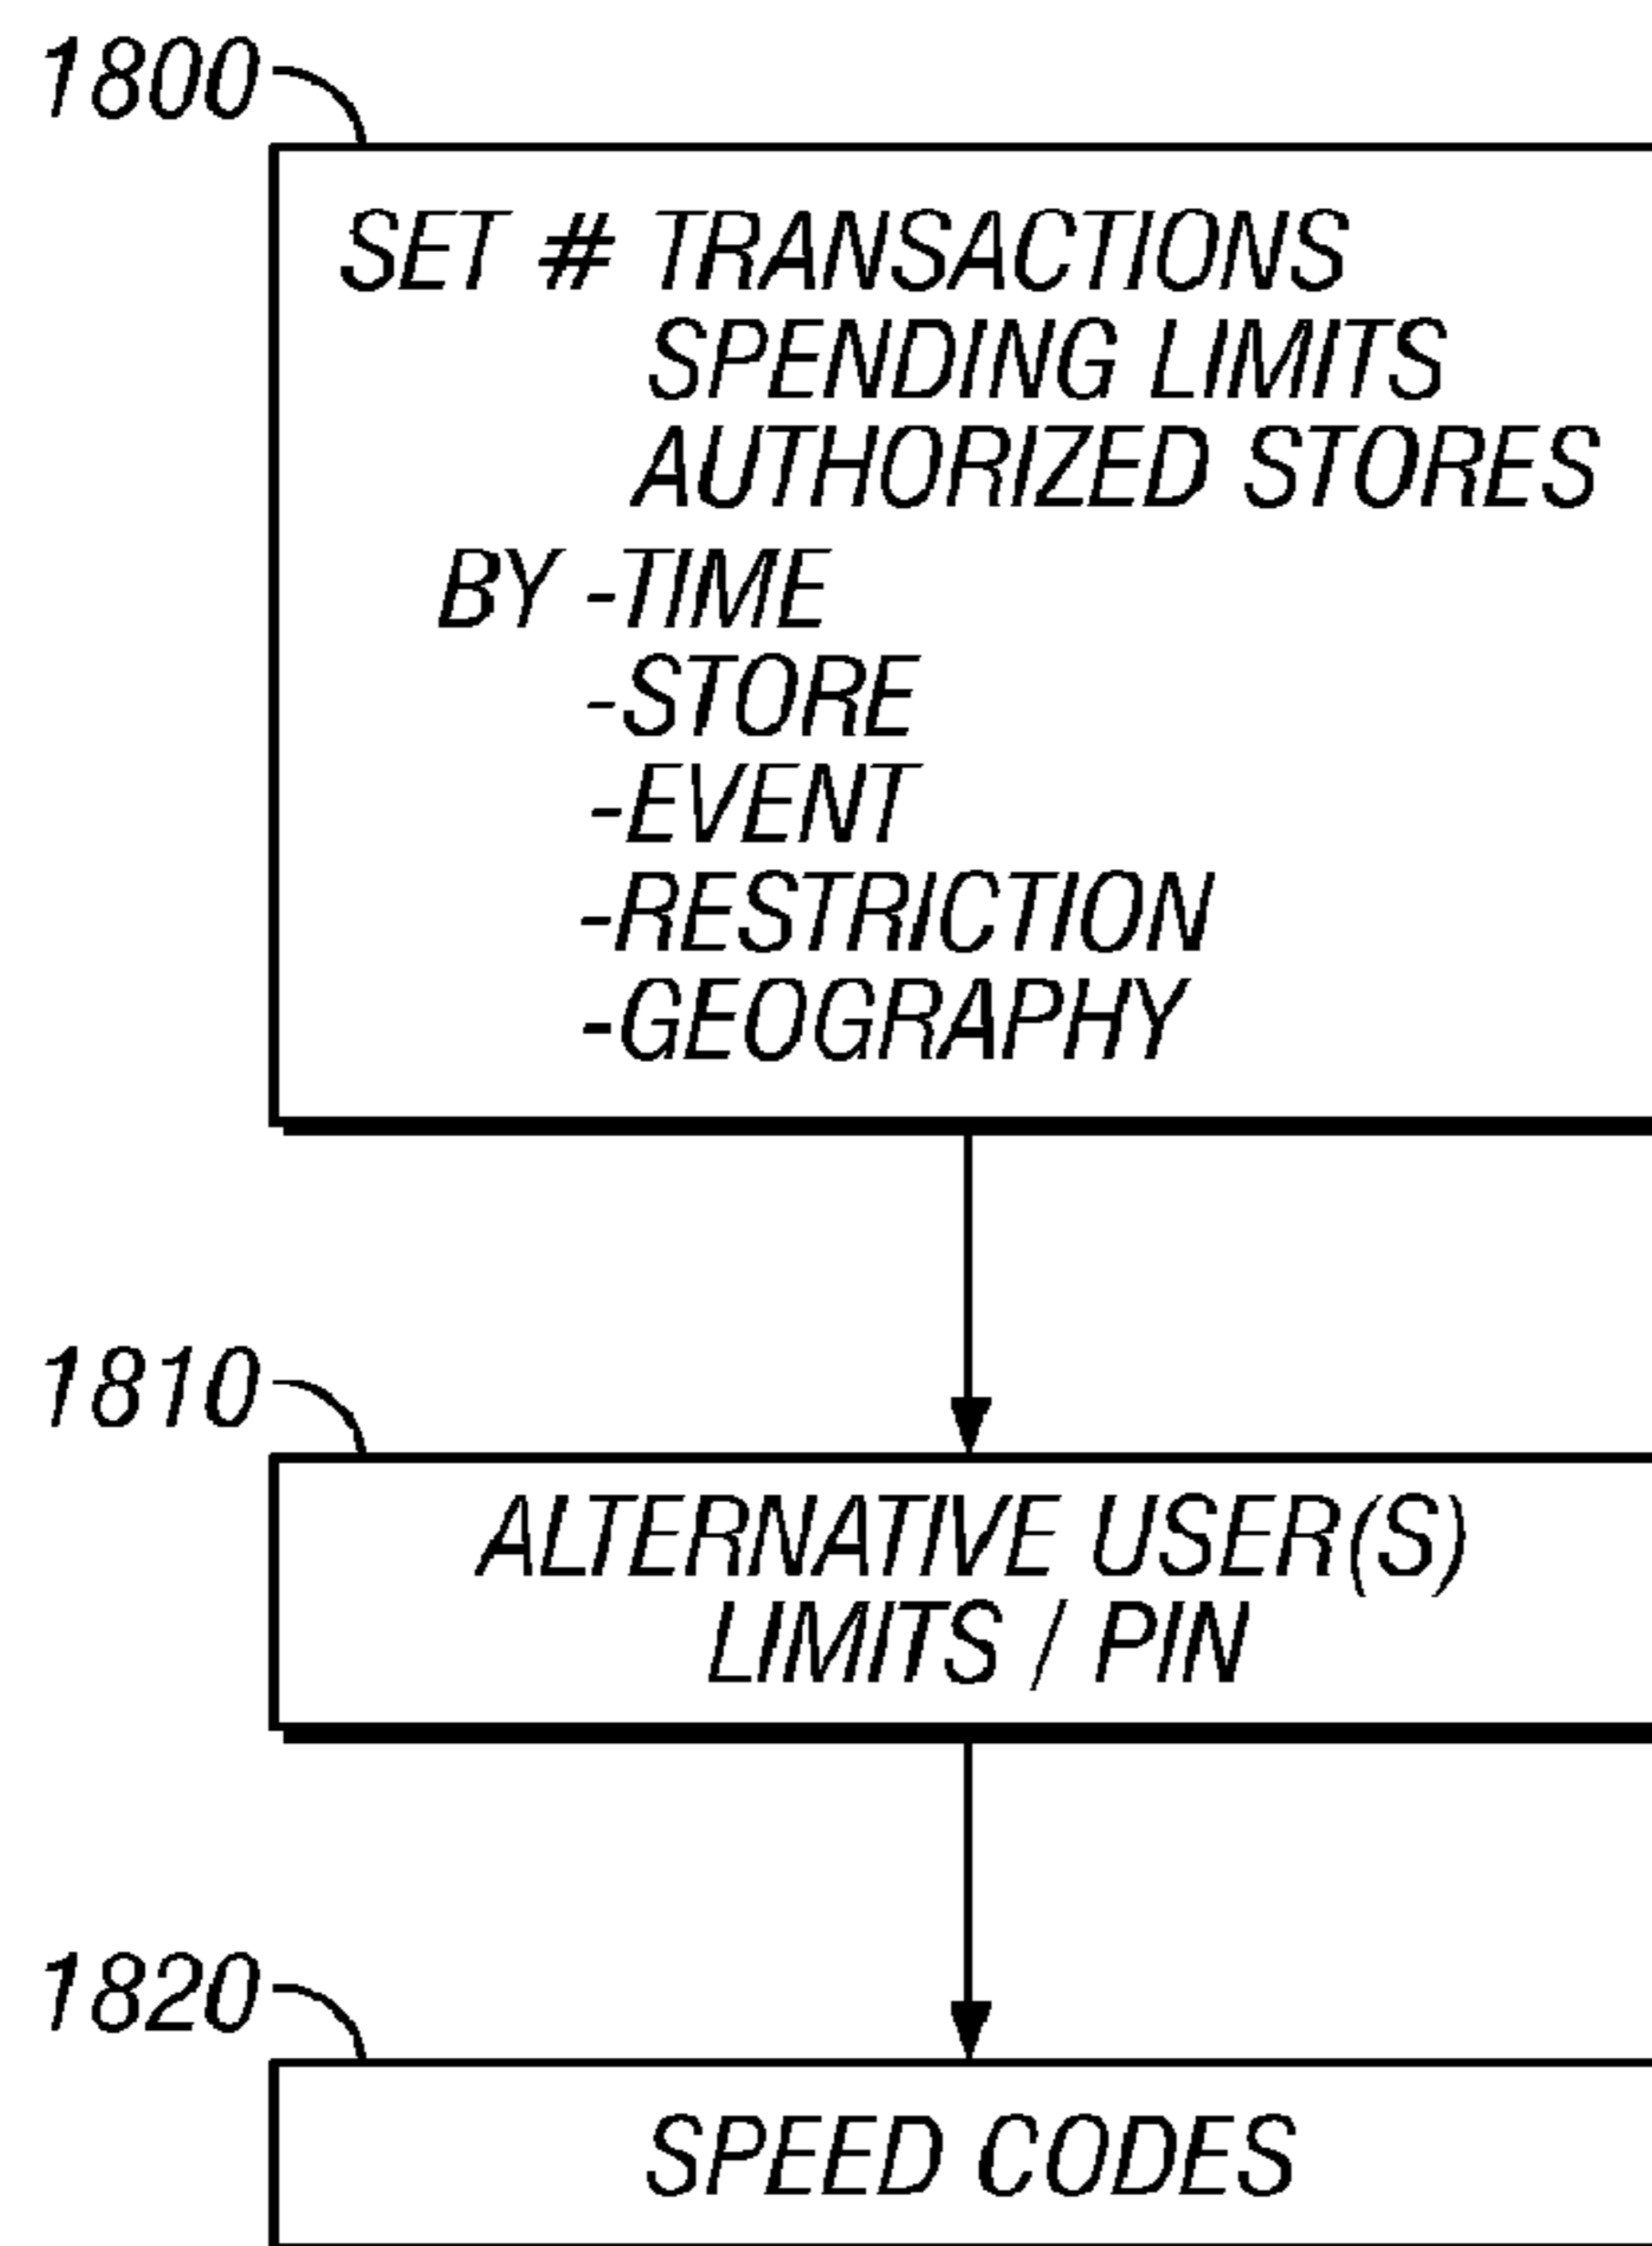 1800
SET # TRANSACTIONS
SPENDING LIMITS
AUTHORIZED STORES
BY -TIME
-STORE
-EVENT
-RESTRICTION
-GEOGRAPHY
1810
ALTERNATIVE USER(S)
LIMITS / PIN
1820
SPEED CODES